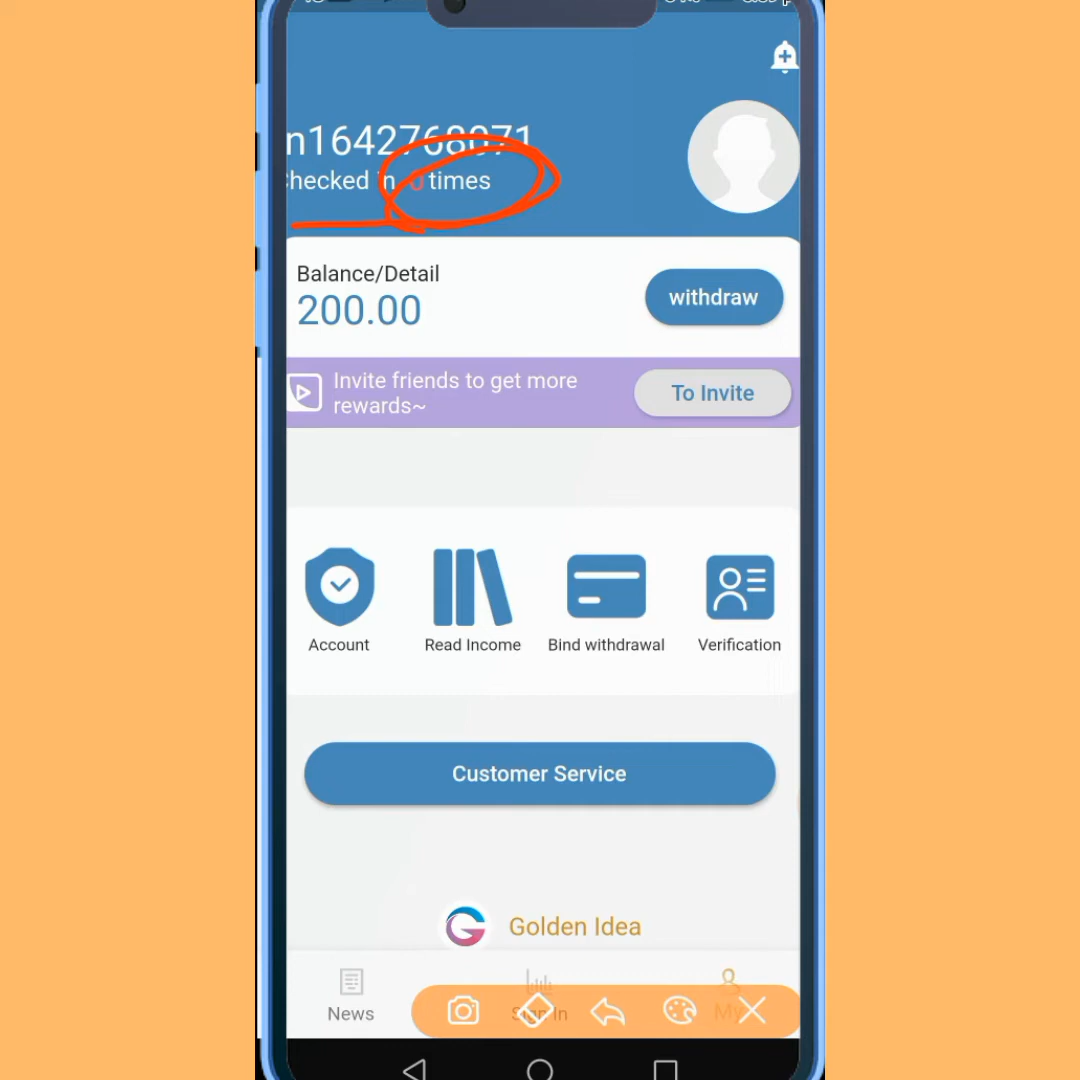 n1642768071
Checked in 0 times
Balance/Detail
200.00
withdraw
Invite friends to get more
rewards~
To Invite
Account
Read Income
Bind withdrawal
Verification
Customer Service
Golden Idea
News
Sign In
My